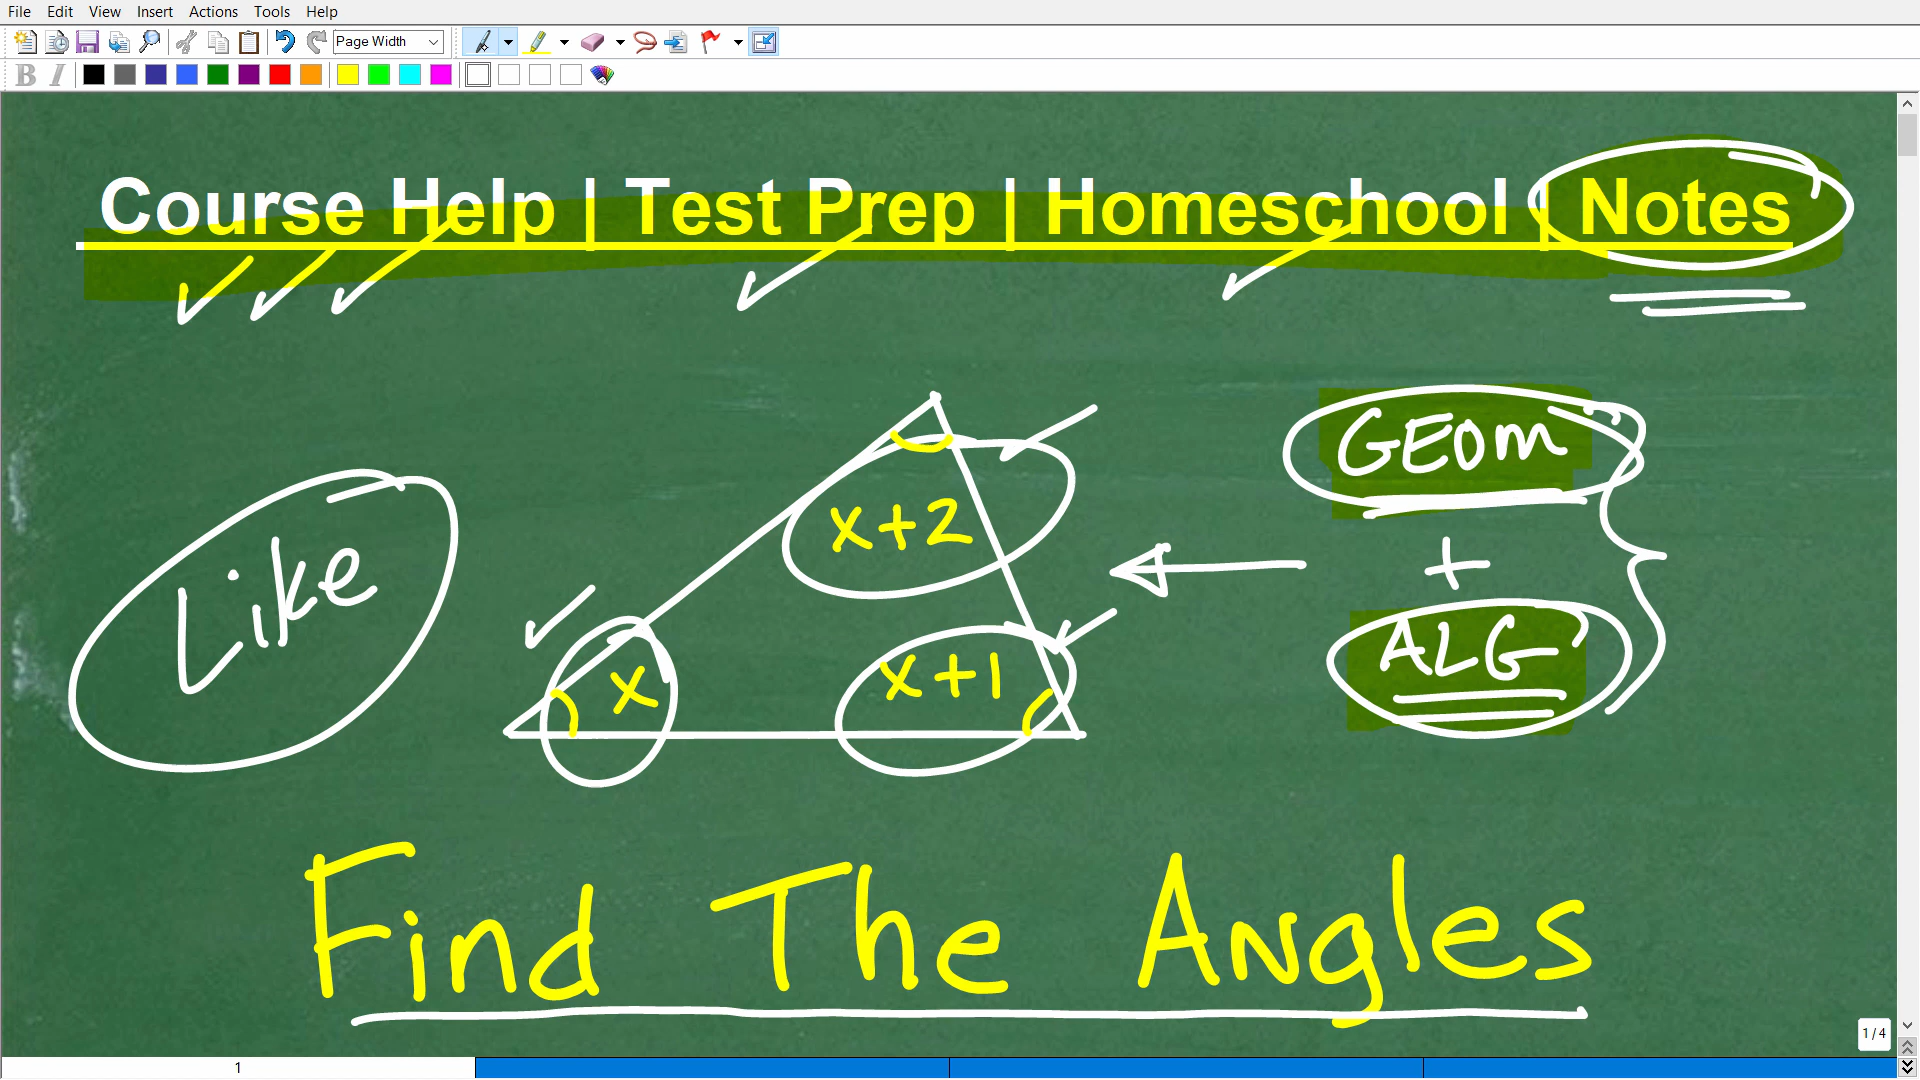 File Edit View Insert Actions Tools Help
Page Width
B I
Course Help | Test Prep | Homeschool | Notes
GEOM
x+2
+
Like
ALG
x
x+1
Find The Angles
1 / 4
1